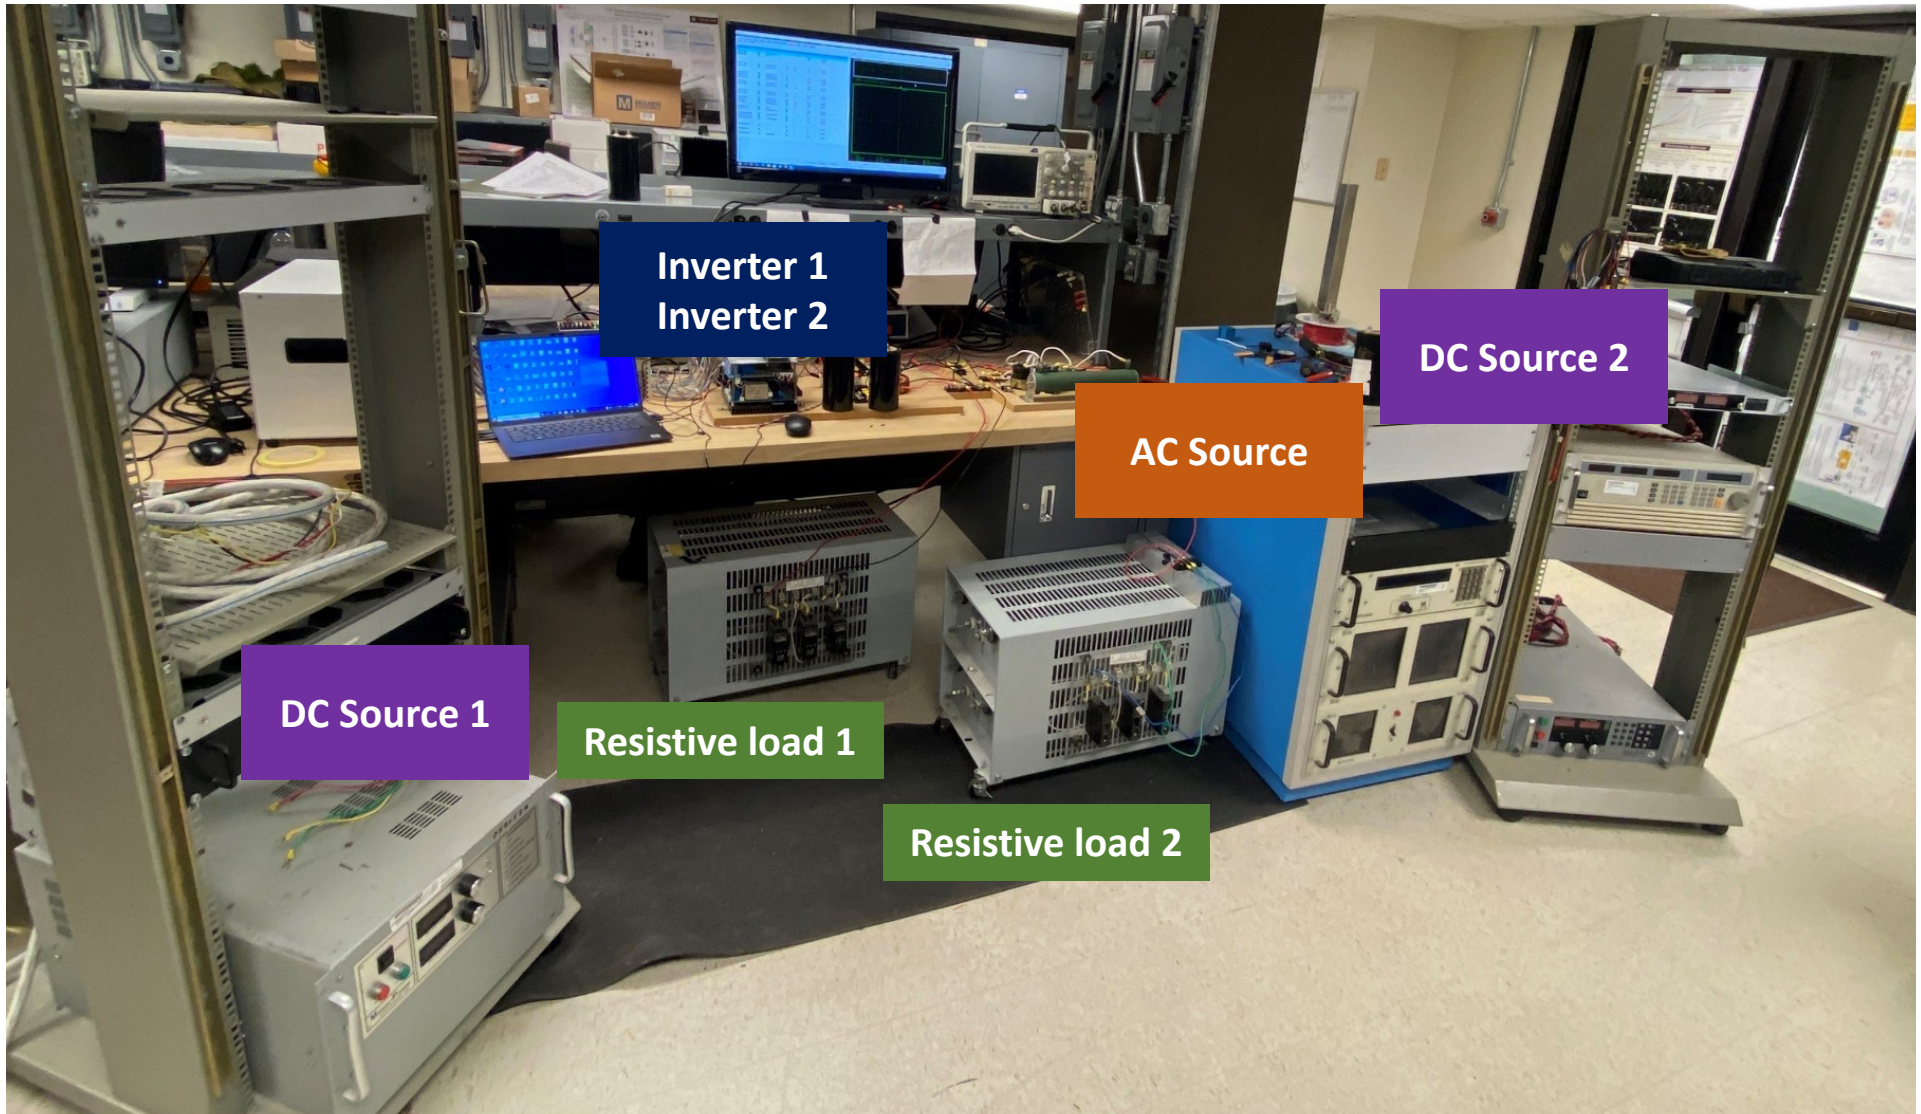 Inverter 1
Inverter 2
DC Source 2
AC Source
DC Source 1
Resistive load 1
Resistive load 2